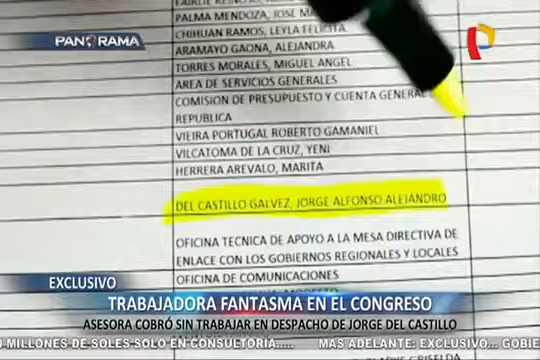 PALMA MENDOZA, JOSE MA
CHIHUAN RAMOS, LEYLA FELICITA
ARAMAYO GAONA, ALEJANDRA
TORRES MORALES, MIGUEL ANGEL
AREA DE SERVICIOS GENERALES
COMISION DE PRESUPUESTO Y CUENTA GENERAL
REPUBLICA
VIEIRA PORTUGAL ROBERTO GAMANIEL
VILCATOMA DE LA CRUZ, YENI
HERRERA AREVALO, MARITA
DEL CASTILLO GALVEZ, JORGE ALFONSO ALEJANDRO
OFICINA TECNICA DE APOYO A LA MESA DIRECTIVA DE
ENLACE CON LOS GOBIERNOS REGIONALES Y LOCALES
OFICINA DE COMUNICACIONES
PANORAMA
EXCLUSIVO
TRABAJADORA FANTASMA EN EL CONGRESO
ASESORA COBRÓ SIN TRABAJAR EN DESPACHO DE JORGE DEL CASTILLO
0 MILLONES DE SOLES SOLO EN CONSULTORÍA..... MÁS ADELANTE: EXCLUSIVO... GOBIE